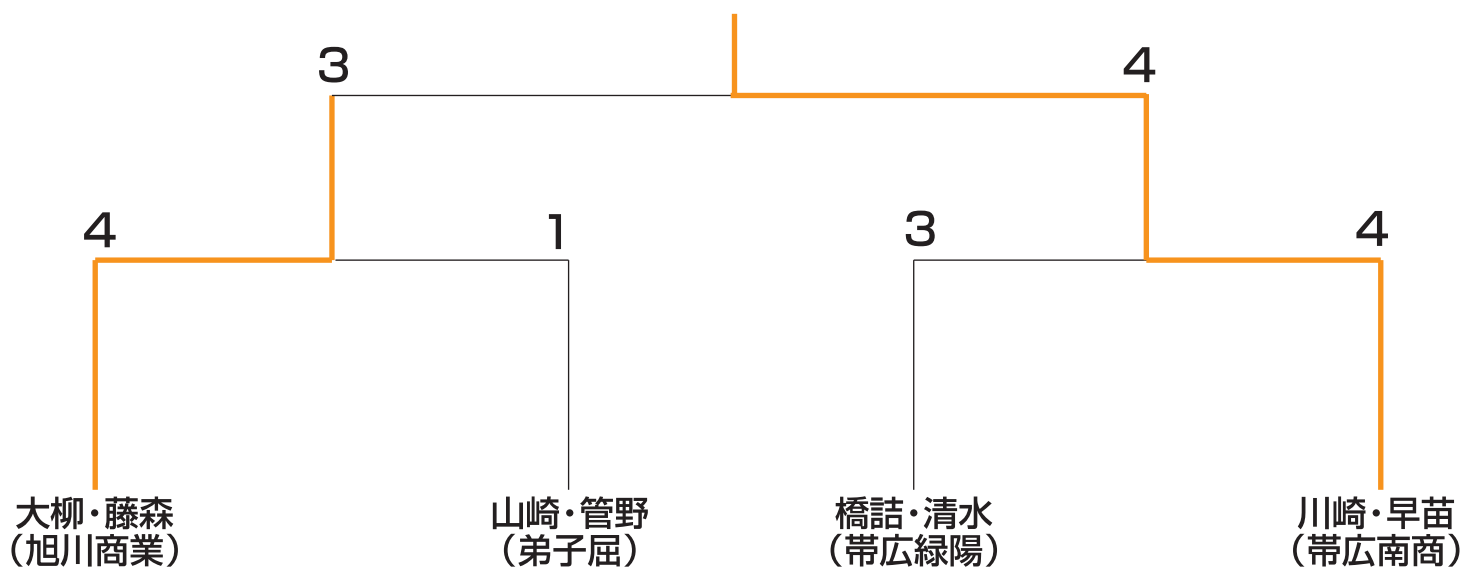 3
4
4
1
3
4
大柳・藤森
（旭川商業）
山崎・管野
（弟子屈）
橋詰・清水
（帯広緑陽）
川崎・早苗
（帯広南商）